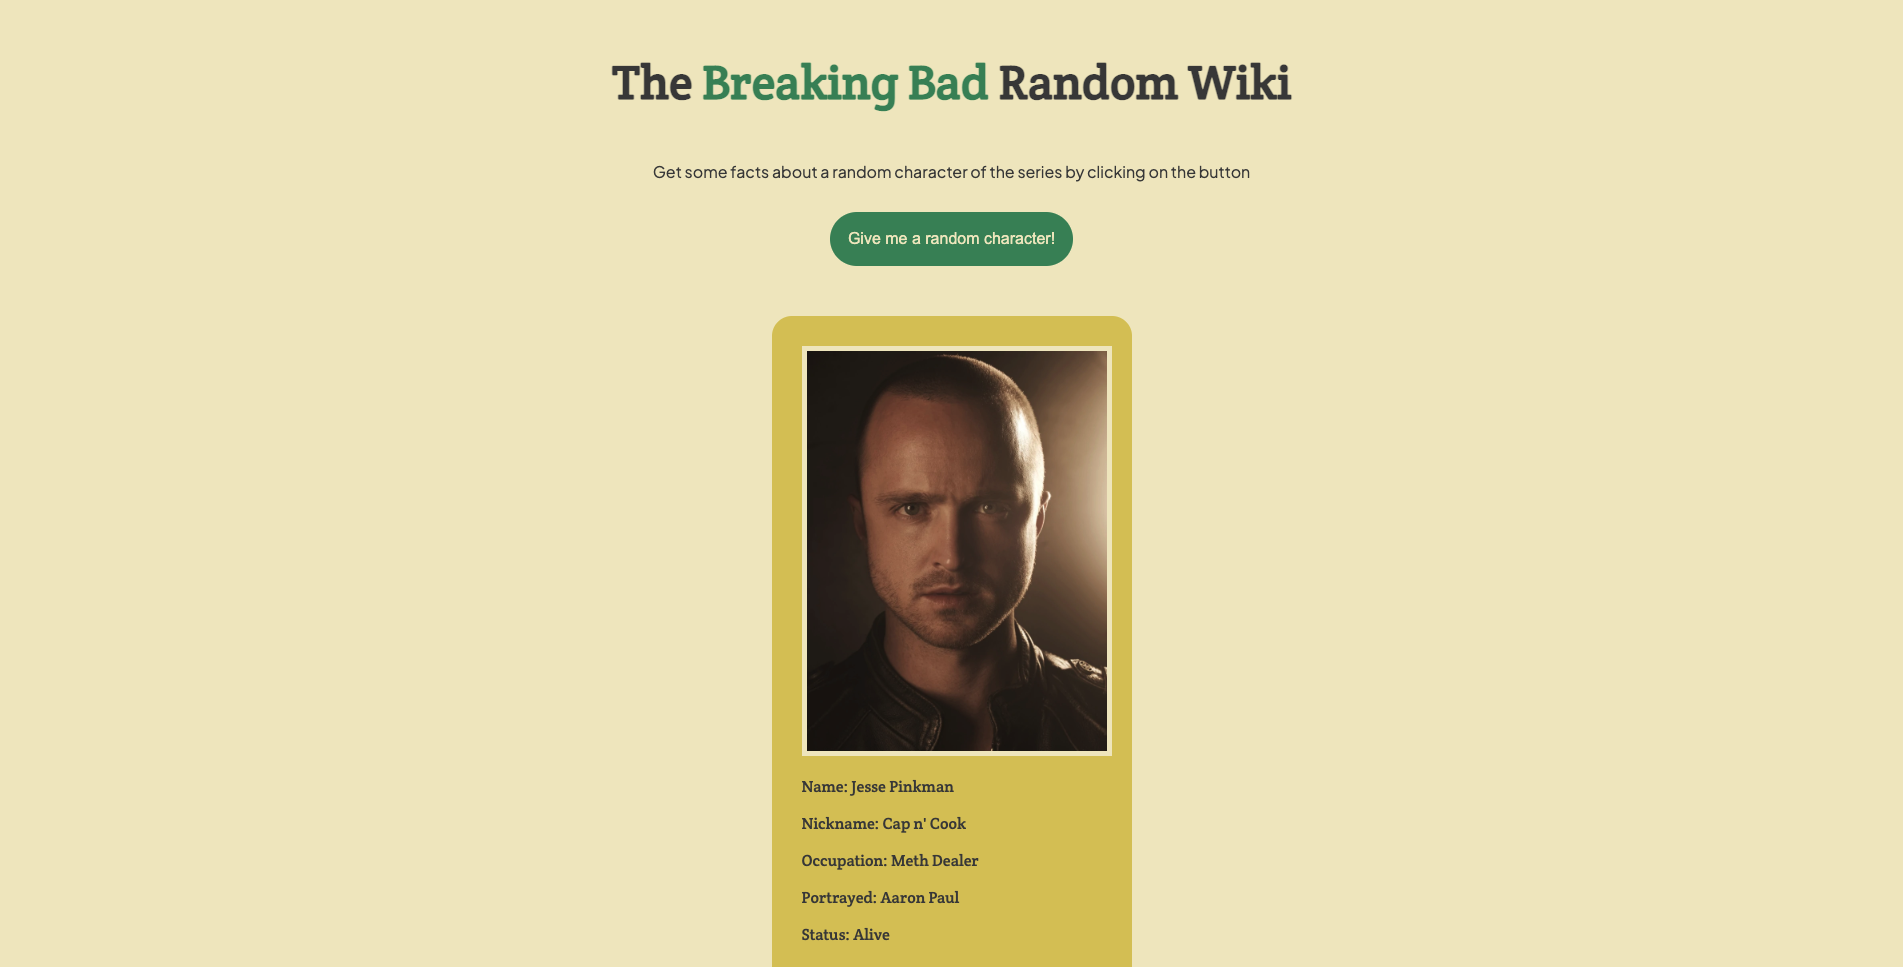 The Breaking Bad Random Wiki
Get some facts about a random character of the series by clicking on the button
Give me a random character!
Name: Jesse Pinkman
Nickname: Cap n' Cook
Occupation: Meth Dealer
Portrayed: Aaron Paul
Status: Alive